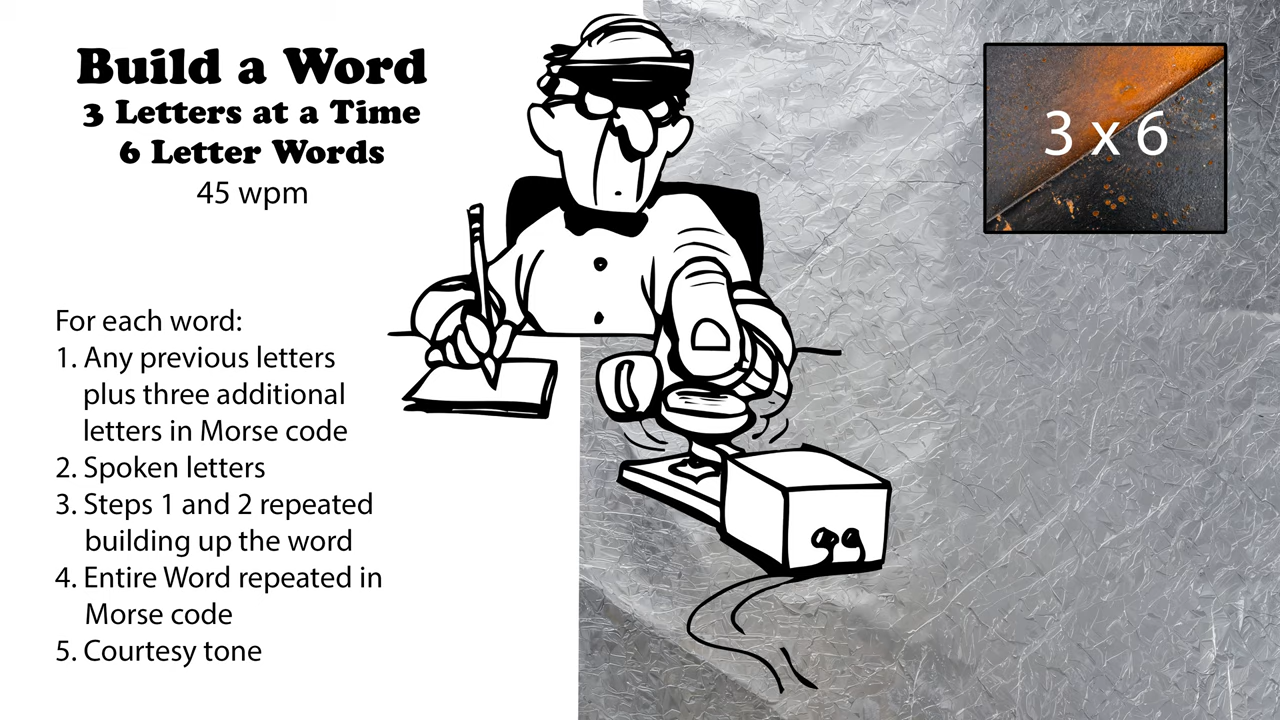 Build a Word
3 Letters at a Time
6 Letter Words
45 wpm
3 x 6
For each word:
1. Any previous letters
plus three additional
letters in Morse code
2. Spoken letters
3. Steps 1 and 2 repeated
building up the word
4. Entire Word repeated in
Morse code
5. Courtesy tone